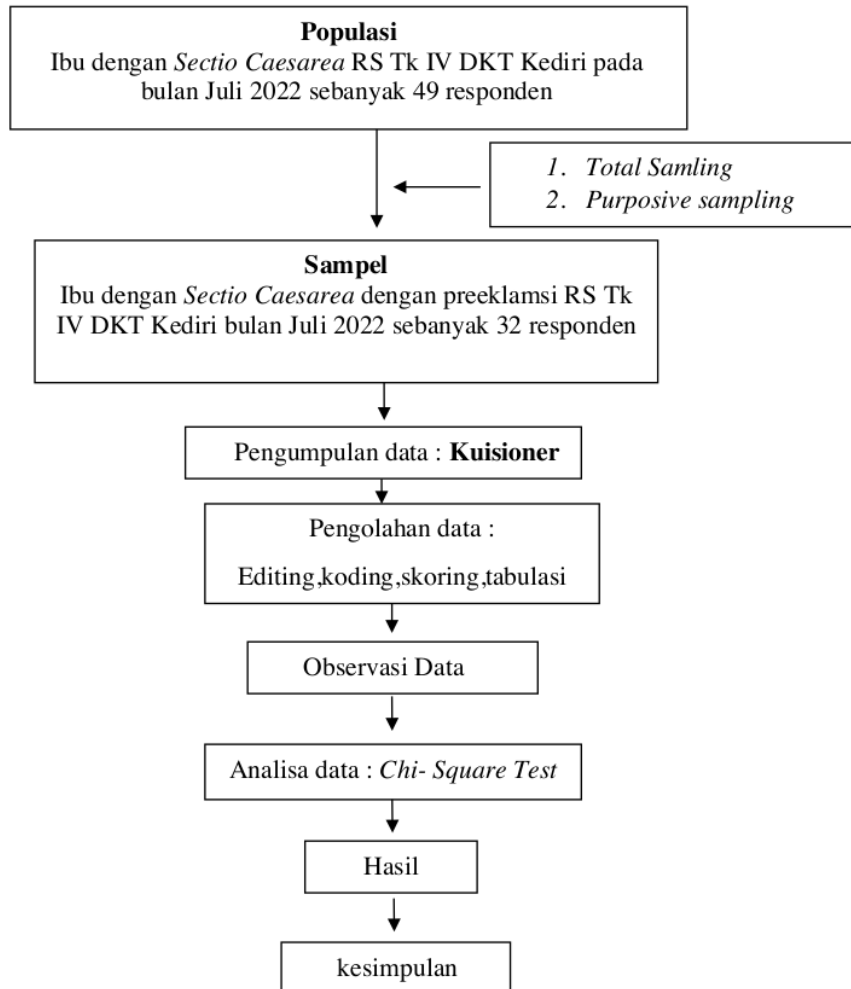 Populasi
Ibu dengan Sectio Caesarea RS Tk IV DKT Kediri pada
bulan Juli 2022 sebanyak 49 responden
1. Total Samling
2. Purposive sampling
Sampel
Ibu dengan Sectio Caesarea dengan preeklamsi RS Tk
IV DKT Kediri bulan Juli 2022 sebanyak 32 responden
Pengumpulan data : Kuisioner
Pengolahan data :
Editing,koding,skoring,tabulasi
Observasi Data
Analisa data : Chi- Square Test
Hasil
kesimpulan